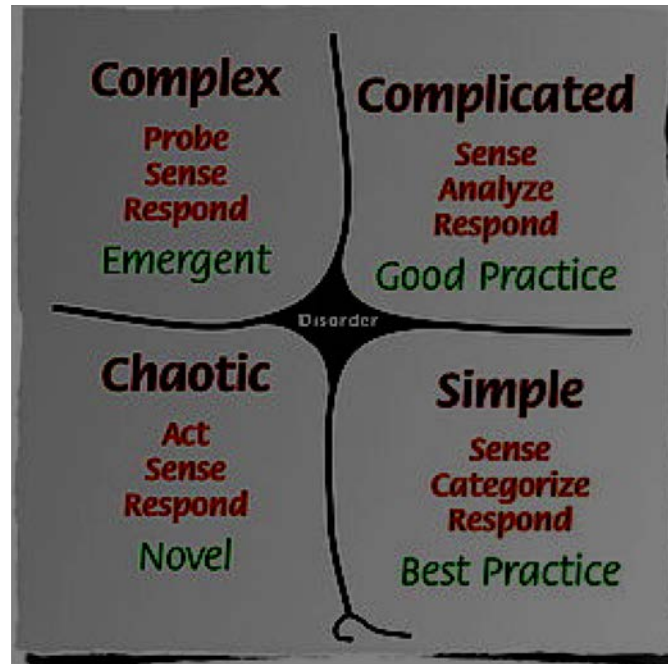 Complex
Probe
Sense
Respond
Emergent
Complicated
Sense
Analyze
Respond
Good Practice
Disorder
Chaotic
Act
Sense
Respond
Novel
Simple
Sense
Categorize
Respond
Best Practice